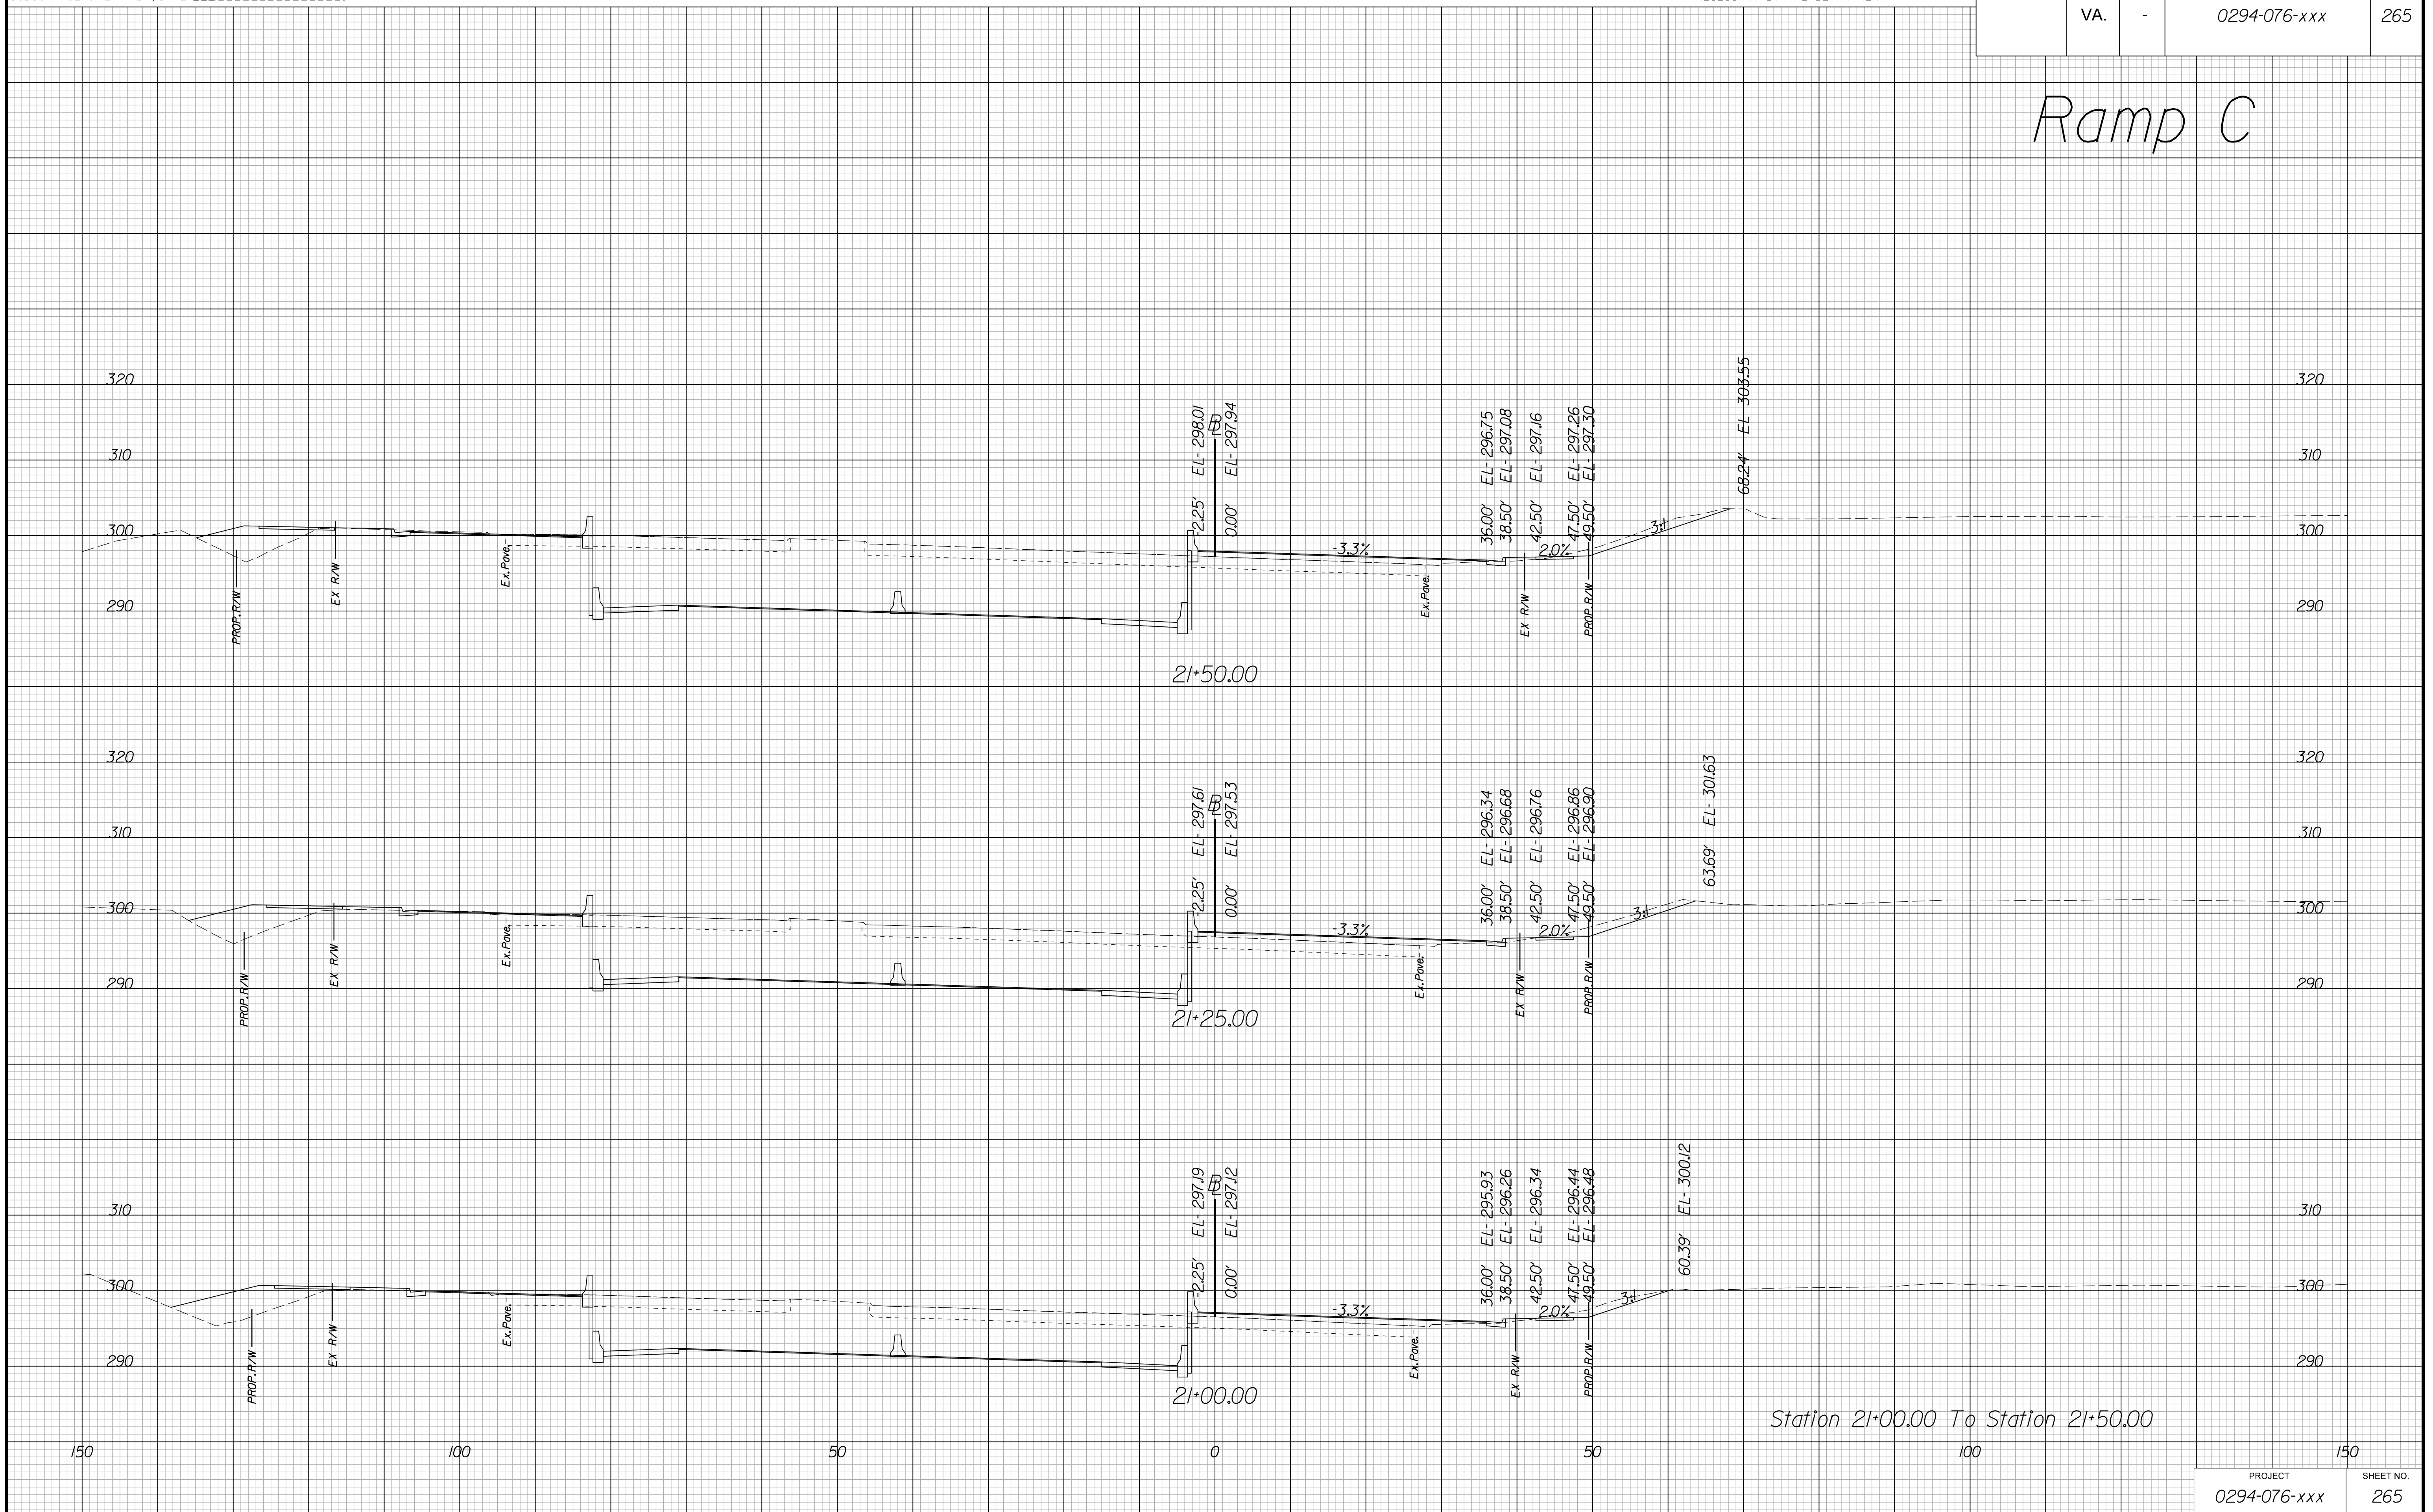 VA. - 0294-076-xxx 265
Ramp C
320 320
310 310
300 300
290 290
-2.25' EL- 298.01
BL
0.00' EL- 297.94
36.00' EL- 296.75
38.50' EL- 297.08
42.50' EL- 297.16
47.50' EL- 297.26
49.50' EL- 297.30
68.24' EL- 303.55
-3.3%
2.0%
3:1
PROP.R/W
EX R/W
Ex.Pave.
Ex.Pave.
EX R/W
PROP.R/W
21+50.00
320 320
310 310
300 300
290 290
-2.25' EL- 297.61
BL
0.00' EL- 297.53
36.00' EL- 296.34
38.50' EL- 296.68
42.50' EL- 296.76
47.50' EL- 296.86
49.50' EL- 296.90
63.69' EL- 301.63
-3.3%
2.0%
3:1
PROP.R/W
EX R/W
Ex.Pave.
Ex.Pave.
EX R/W
PROP.R/W
21+25.00
310 310
300 300
290 290
-2.25' EL- 297.19
BL
0.00' EL- 297.12
36.00' EL- 295.93
38.50' EL- 296.26
42.50' EL- 296.34
47.50' EL- 296.44
49.50' EL- 296.48
60.39' EL- 300.12
-3.3%
2.0%
3:1
PROP.R/W
EX R/W
Ex.Pave.
Ex.Pave.
EX R/W
PROP.R/W
21+00.00
Station 21+00.00 To Station 21+50.00
150 100 50 0 50 100 150
PROJECT SHEET NO.
0294-076-xxx 265